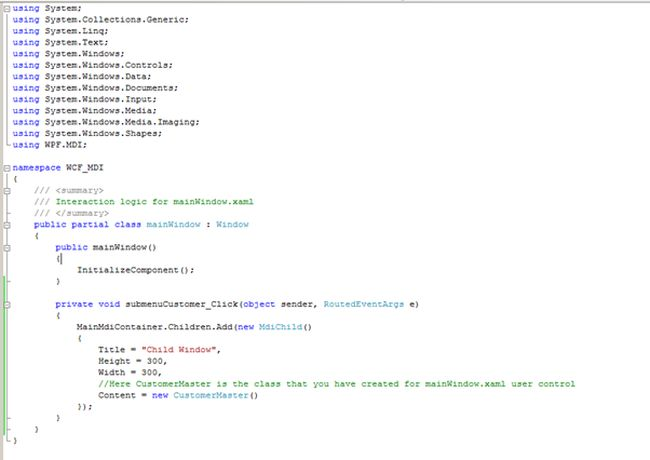 using System;
using System.Collections.Generic;
using System.Linq;
using System.Text;
using System.Windows;
using System.Windows.Controls;
using System.Windows.Data;
using System.Windows.Documents;
using System.Windows.Input;
using System.Windows.Media;
using System.Windows.Media.Imaging;
using System.Windows.Shapes;
using WPF.MDI;
namespace WCF_MDI
{
/// <summary>
/// Interaction logic for mainWindow.xaml
/// </summary>
public partial class mainWindow : Window
{
public mainWindow()
{
InitializeComponent();
}
private void submenuCustomer_Click(object sender, RoutedEventArgs e)
{
MainMdiContainer.Children.Add(new MdiChild()
{
Title = "Child Window",
Height = 300,
Width = 300,
//Here CustomerMaster is the class that you have created for mainWindow.xaml user control
Content = new CustomerMaster()
});
}
}
}